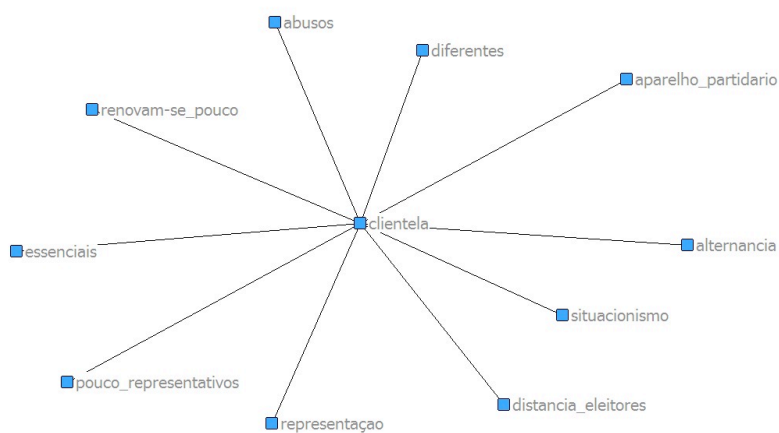 abusos
diferentes
aparelho_partidario
renovam-se_pouco
clientela
alternancia
essenciais
situacionismo
pouco_representativos
distancia_eleitores
representaçao